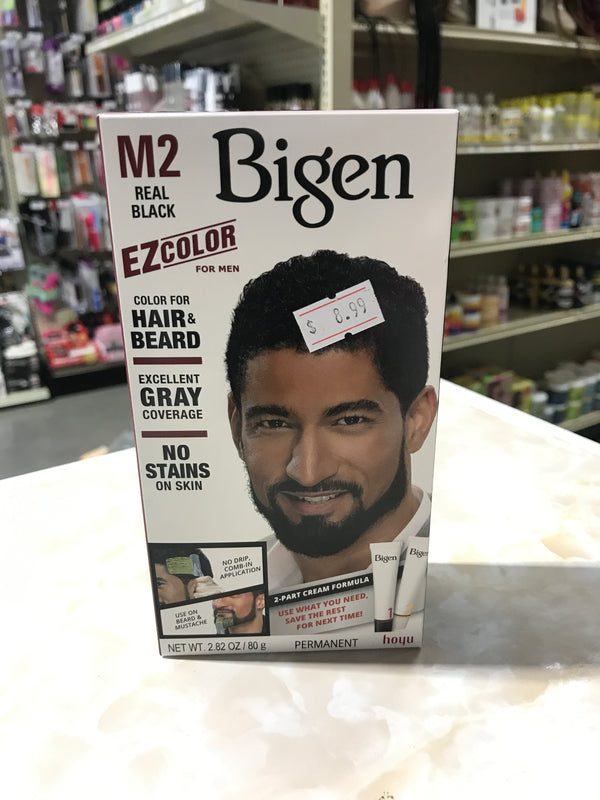 M2
REAL
BLACK
Bigen
EZCOLOR
FOR MEN
$ 8.99
COLOR FOR
HAIR &
BEARD
EXCELLENT
GRAY
COVERAGE
NO
STAINS
ON SKIN
NO DRIP,
COMB-IN
APPLICATION
USE ON
BEARD &
MUSTACHE
2-PART CREAM FORMULA
USE WHAT YOU NEED,
SAVE THE REST
FOR NEXT TIME!
Bigen
Bigen
1
NET WT. 2.82 OZ / 80 g
PERMANENT
hoyu